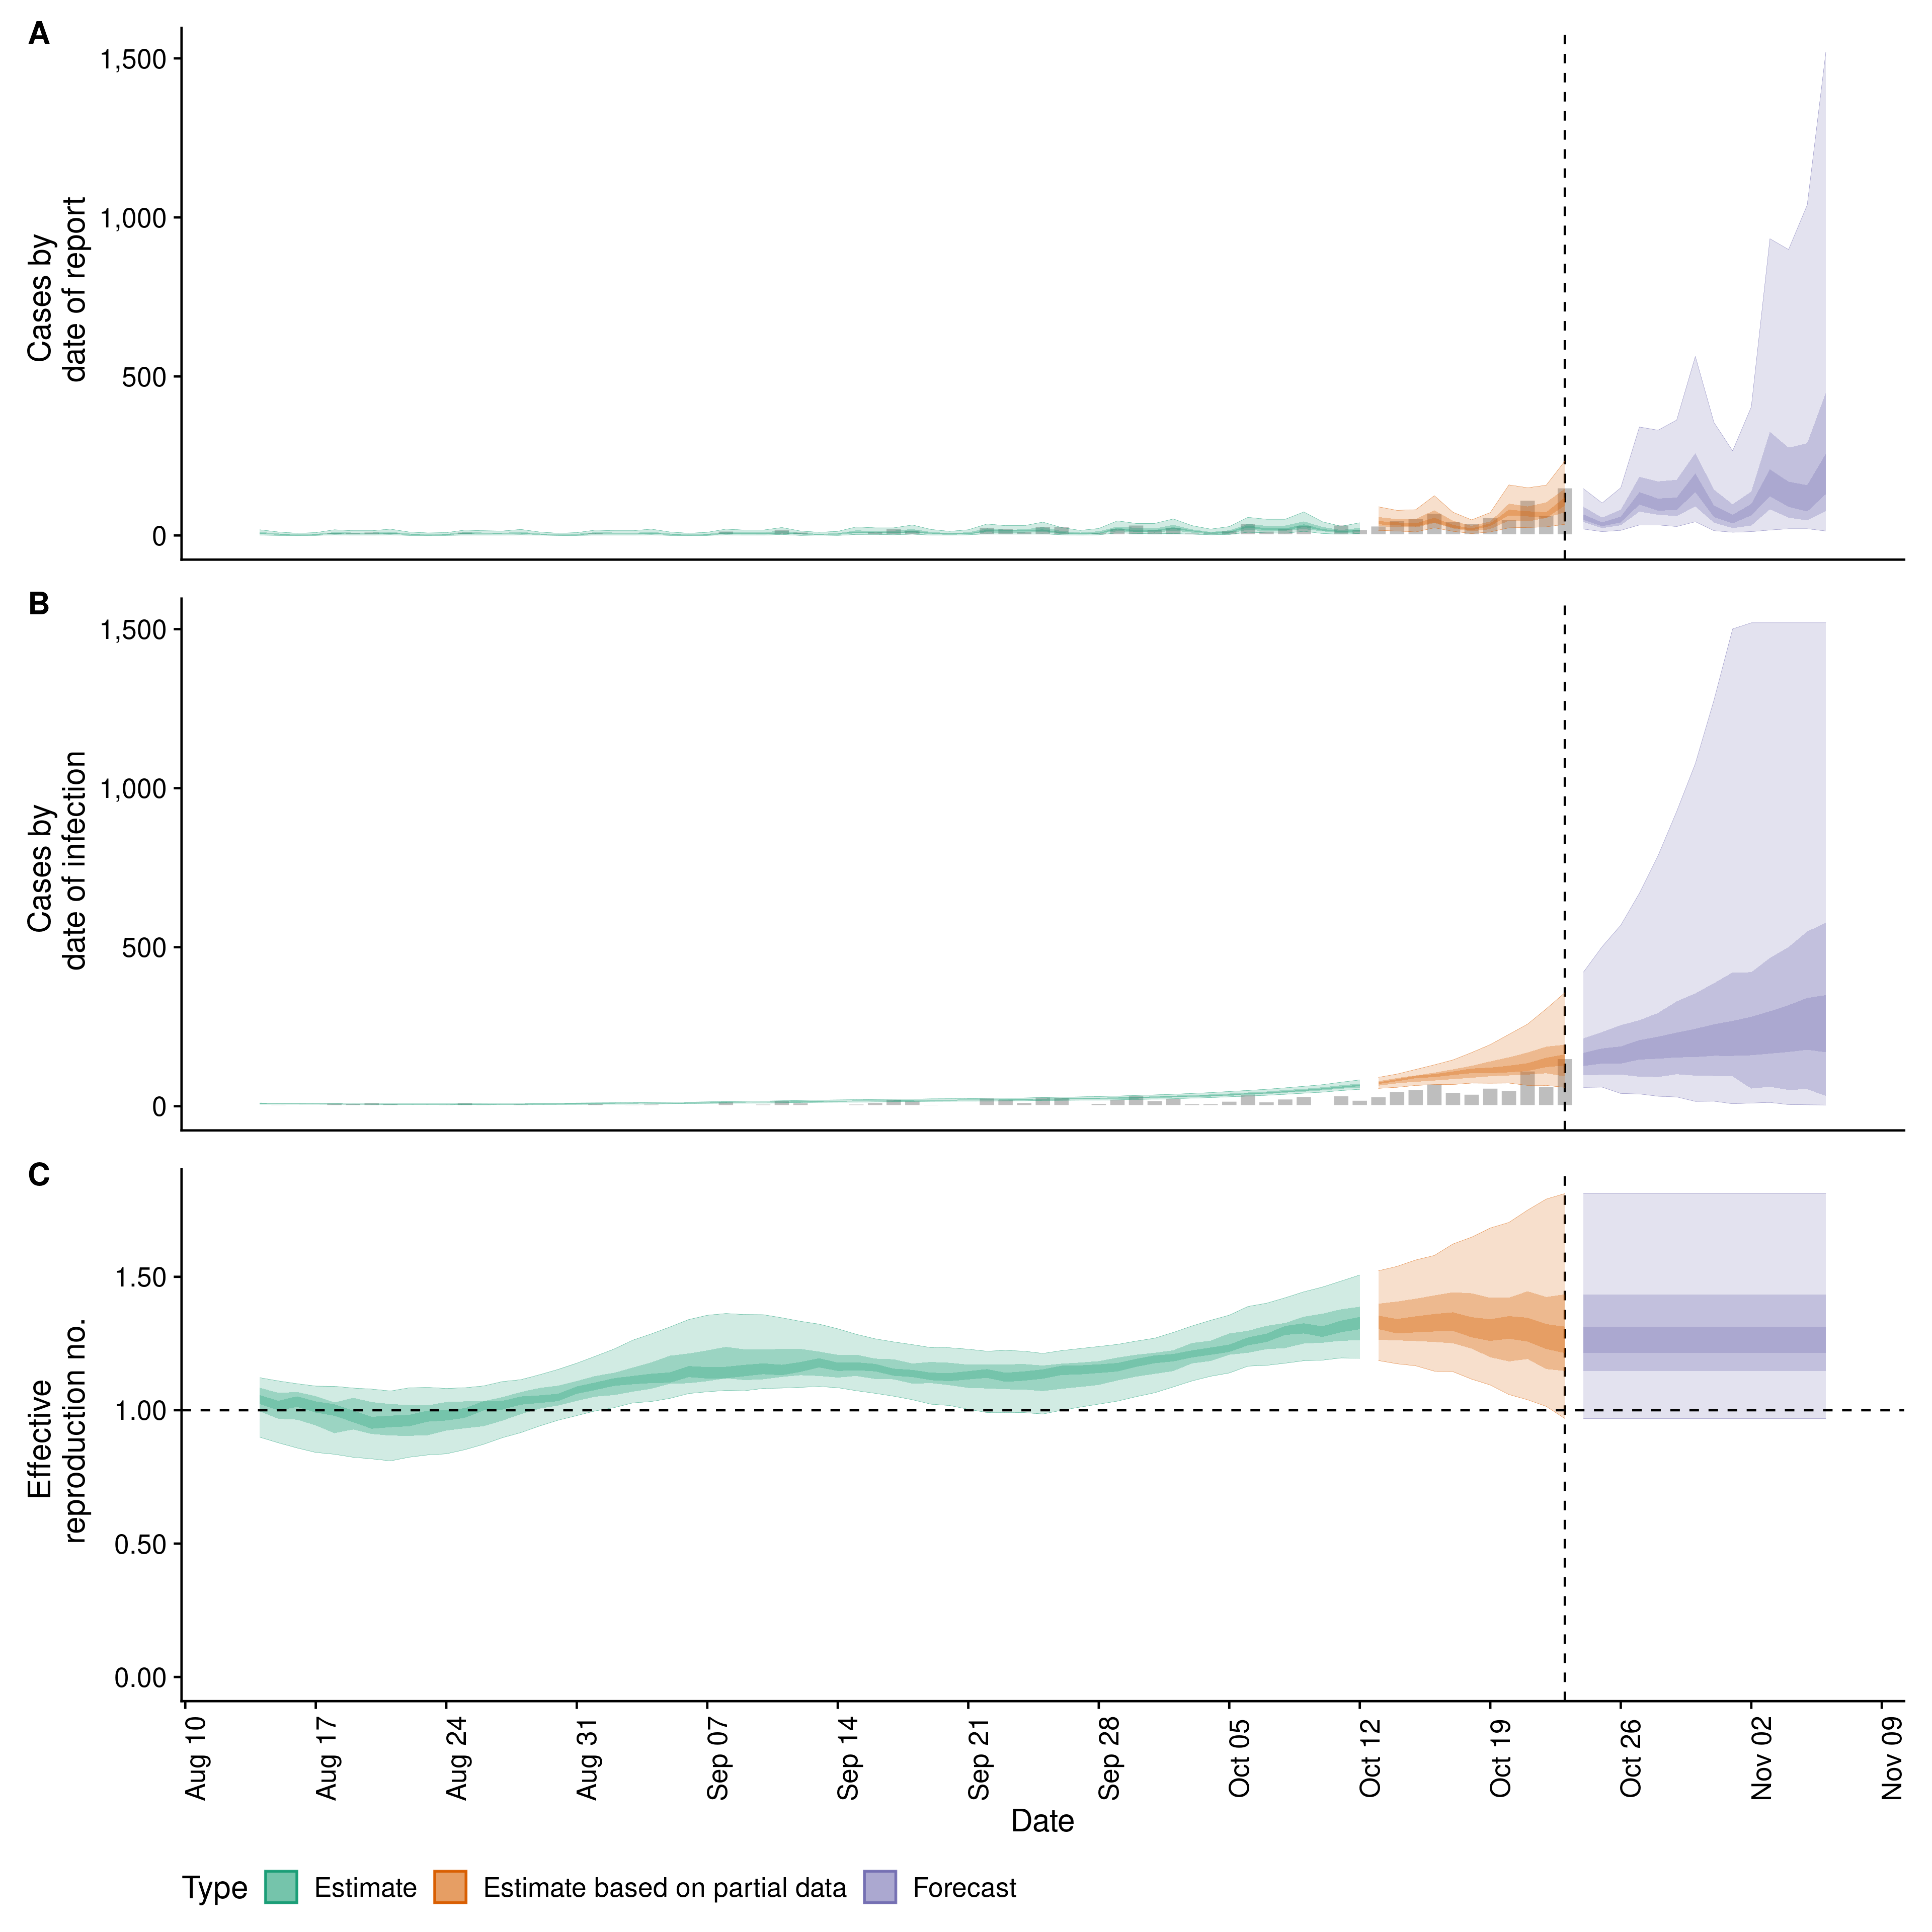 A
Cases by
date of report
1,500
1,000
500
0
B
Cases by
date of infection
1,500
1,000
500
0
C
Effective
reproduction no.
1.50
1.00
0.50
0.00
Aug 10
Aug 17
Aug 24
Aug 31
Sep 07
Sep 14
Sep 21
Sep 28
Oct 05
Oct 12
Oct 19
Oct 26
Nov 02
Nov 09
Date
Type Estimate Estimate based on partial data Forecast